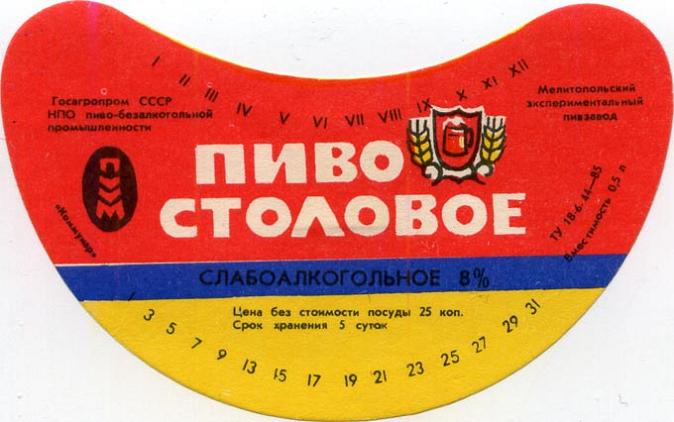 I II III IV V VI VII VIII IX X XI XII
Госагропром СССР
НПО пиво-безалкогольной
промышленности
Мелитопольский
экспериментальный
пивзавод
ПИВО
СТОЛОВОЕ
«Коммунар»
ТУ 18-6-44-85
Вместимость 0,5 л
СЛАБОАЛКОГОЛЬНОЕ 8%
Цена без стоимости посуды 25 коп.
Срок хранения 5 суток
1 3 5 7 9 13 15 17 19 21 23 25 27 29 31